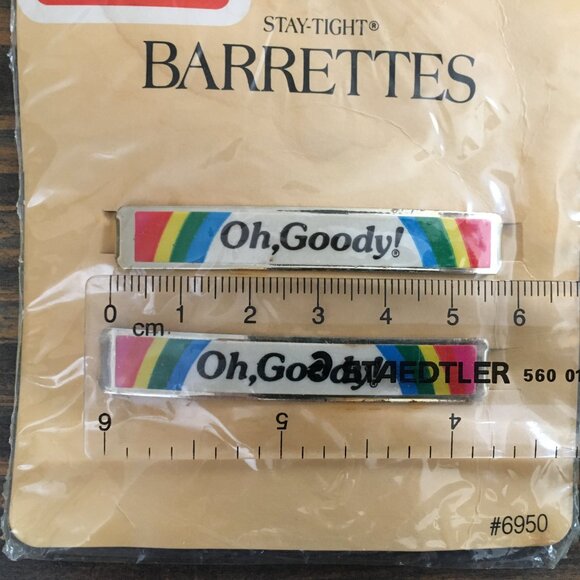 STAY-TIGHT®
BARRETTES
Oh,Goody!®
0 1 2 3 4 5 6
cm.
Oh,Goody!
STAEDTLER 560 01
6 5 4
#6950